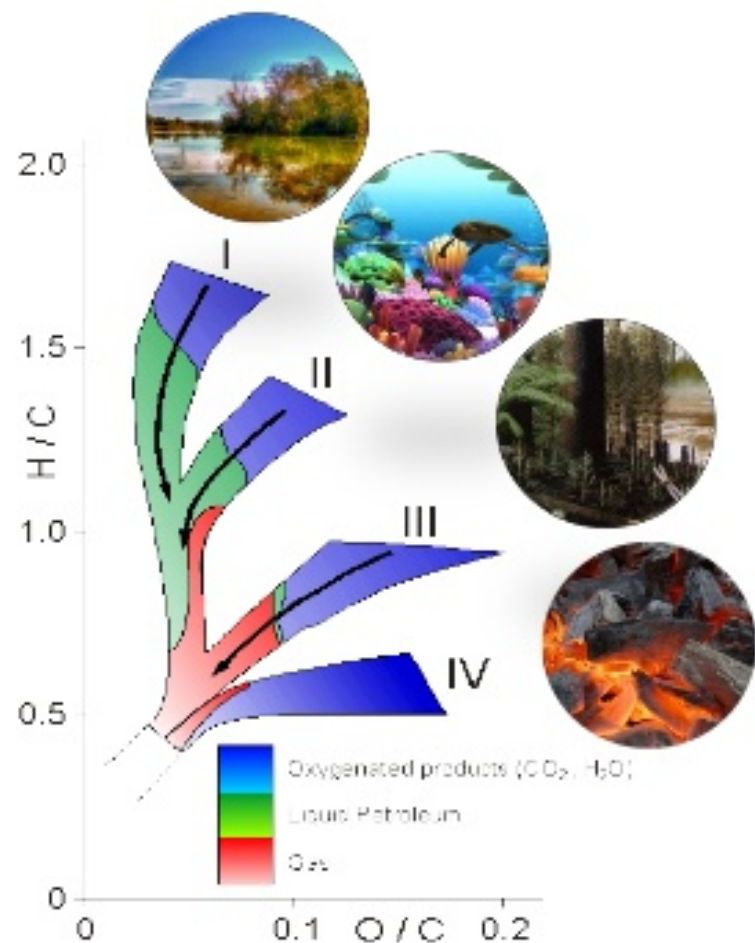 2.0
I
1.5
II
H / C
1.0
III
IV
0.5
Oxygenated products (CO₂, H₂O)
Liquid Petroleum
Gas
0
0
0.1
O / C
0.2